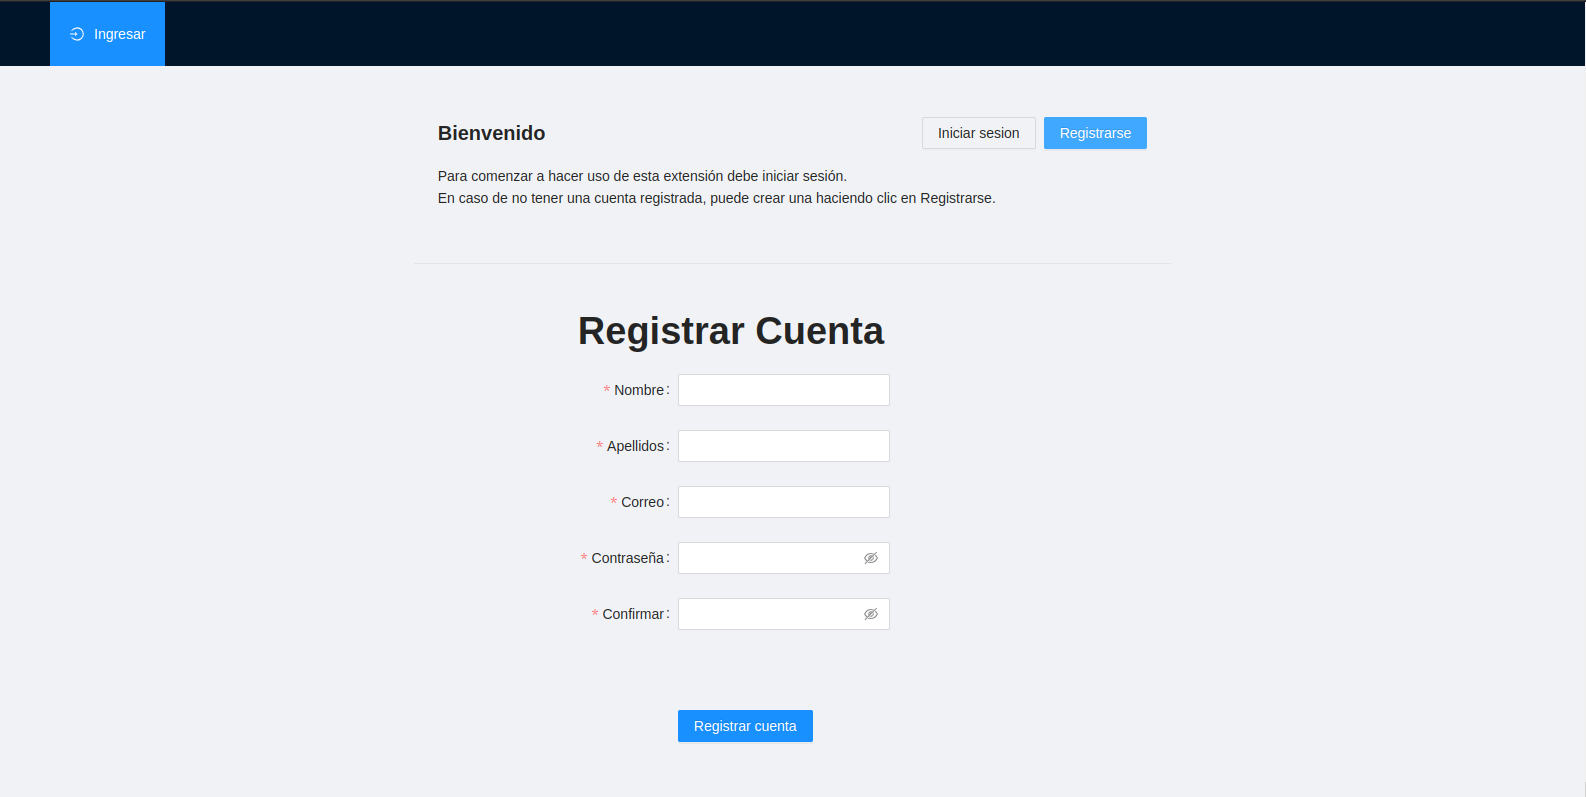 Ingresar
Bienvenido
Iniciar sesion
Registrarse
Para comenzar a hacer uso de esta extensión debe iniciar sesión.
En caso de no tener una cuenta registrada, puede crear una haciendo clic en Registrarse.
Registrar Cuenta
* Nombre:
* Apellidos:
* Correo:
* Contraseña:
* Confirmar:
Registrar cuenta